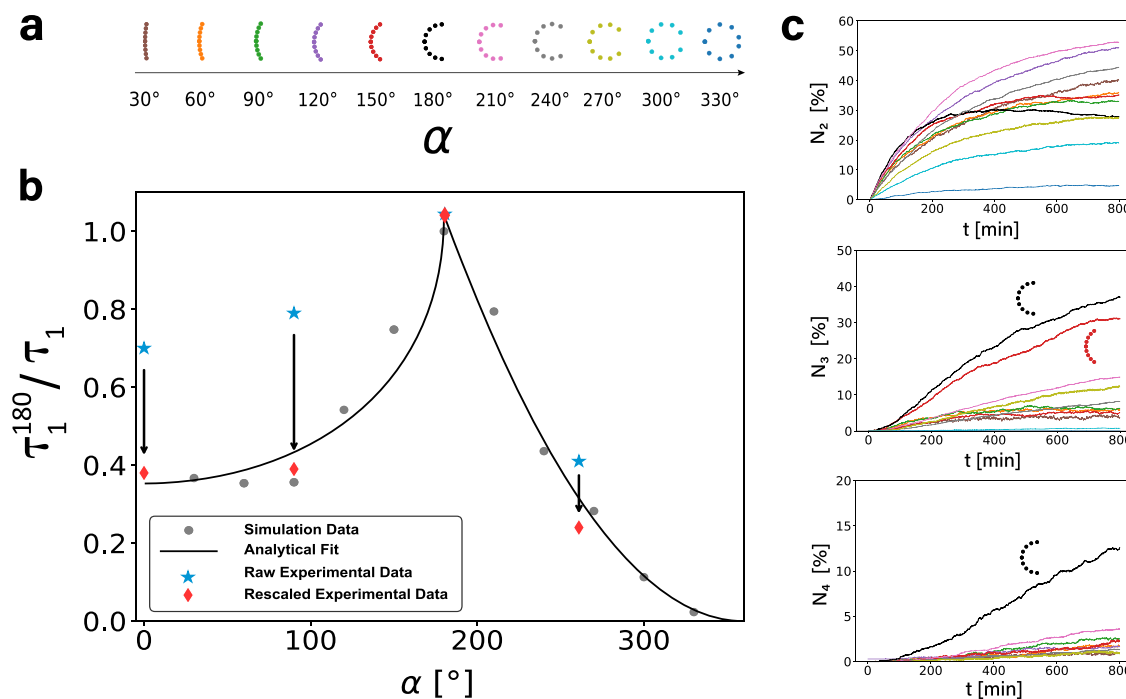 a
30° 60° 90° 120° 150° 180° 210° 240° 270° 300° 330°
α
b
τ₁¹⁸⁰/ τ₁
1.0
0.8
0.6
0.4
0.2
0.0
Simulation Data
Analytical Fit
Raw Experimental Data
Rescaled Experimental Data
0 100 200 300
α [°]
c
N₂ [%]
60
50
40
30
20
10
0
0 200 400 600 800
t [min]
N₃ [%]
50
40
30
20
10
0
0 200 400 600 800
t [min]
N₄ [%]
20
15
10
5
0
0 200 400 600 800
t [min]